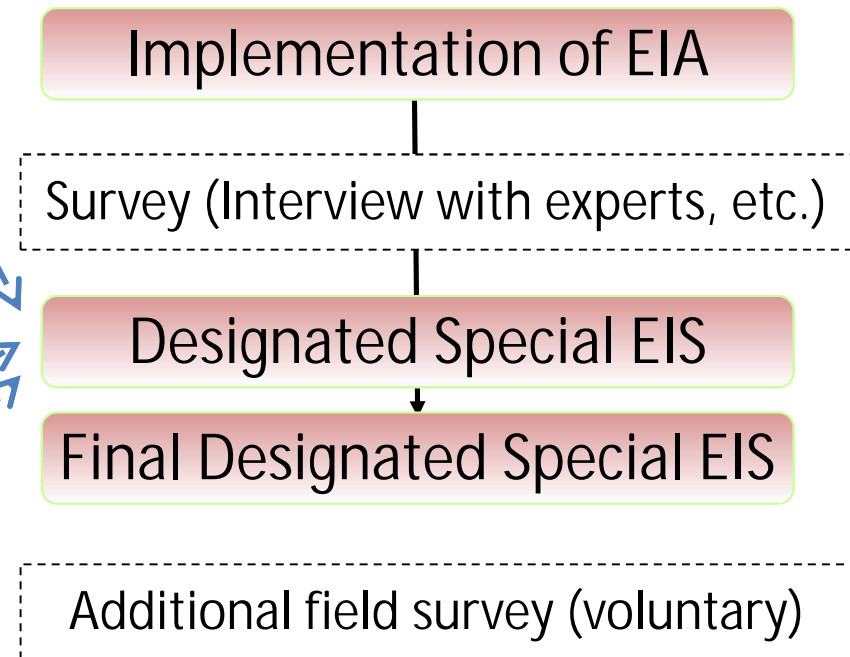 Implementation of EIA
Survey (Interview with experts, etc.)
Designated Special EIS
Final Designated Special EIS
Additional field survey (voluntary)